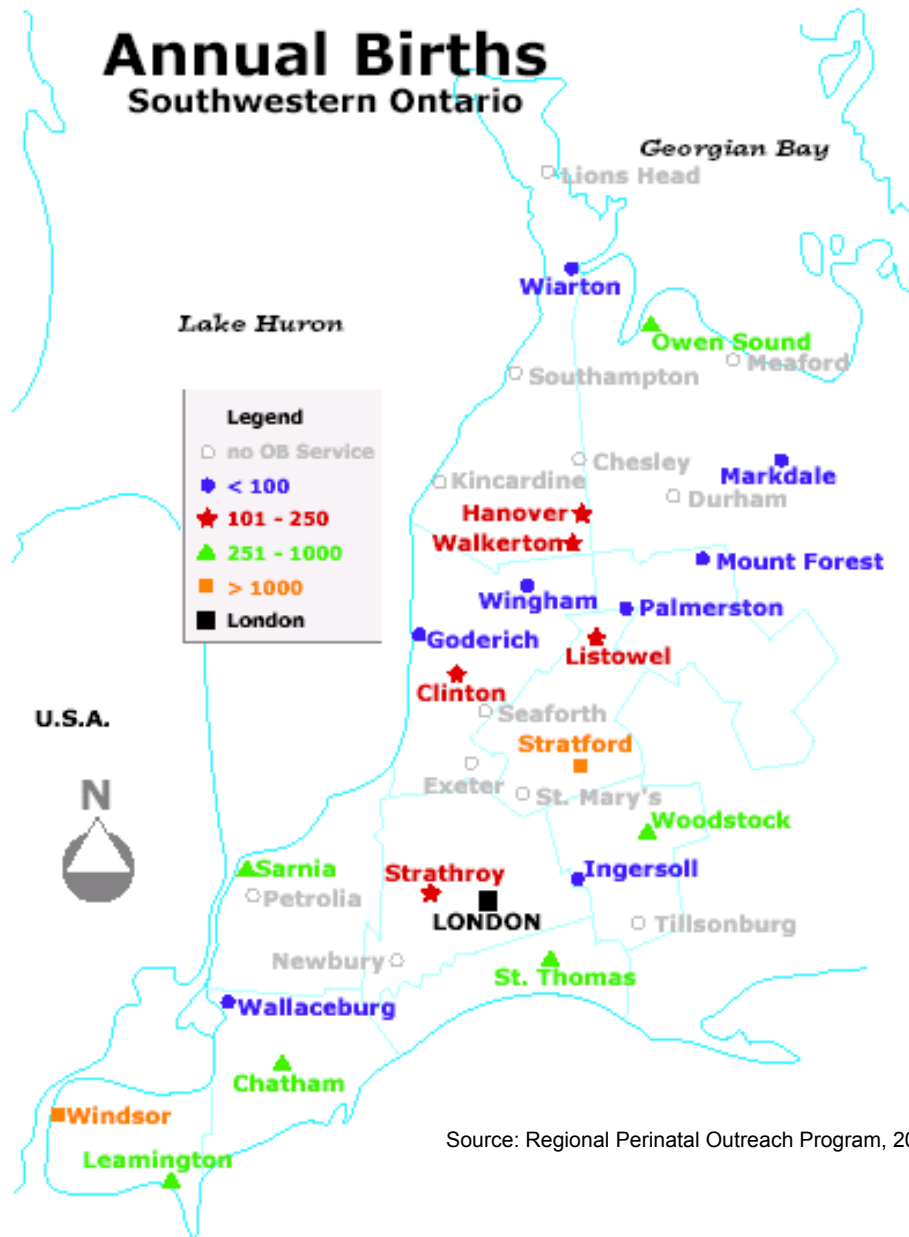 Annual Births
Southwestern Ontario
Georgian Bay
Lions Head
Wiarton
Lake Huron
Owen Sound
Meaford
Southampton
Legend
no OB Service
< 100
101 - 250
251 - 1000
> 1000
London
Chesley
Markdale
Kincardine
Durham
Hanover
Walkerton
Mount Forest
Wingham
Palmerston
Goderich
Listowel
Clinton
U.S.A.
Seaforth
Stratford
Exeter
St. Mary's
N
Woodstock
Sarnia
Strathroy
Ingersoll
Petrolia
LONDON
Tillsonburg
Newbury
St. Thomas
Wallaceburg
Chatham
Windsor
Source: Regional Perinatal Outreach Program,
Leamington